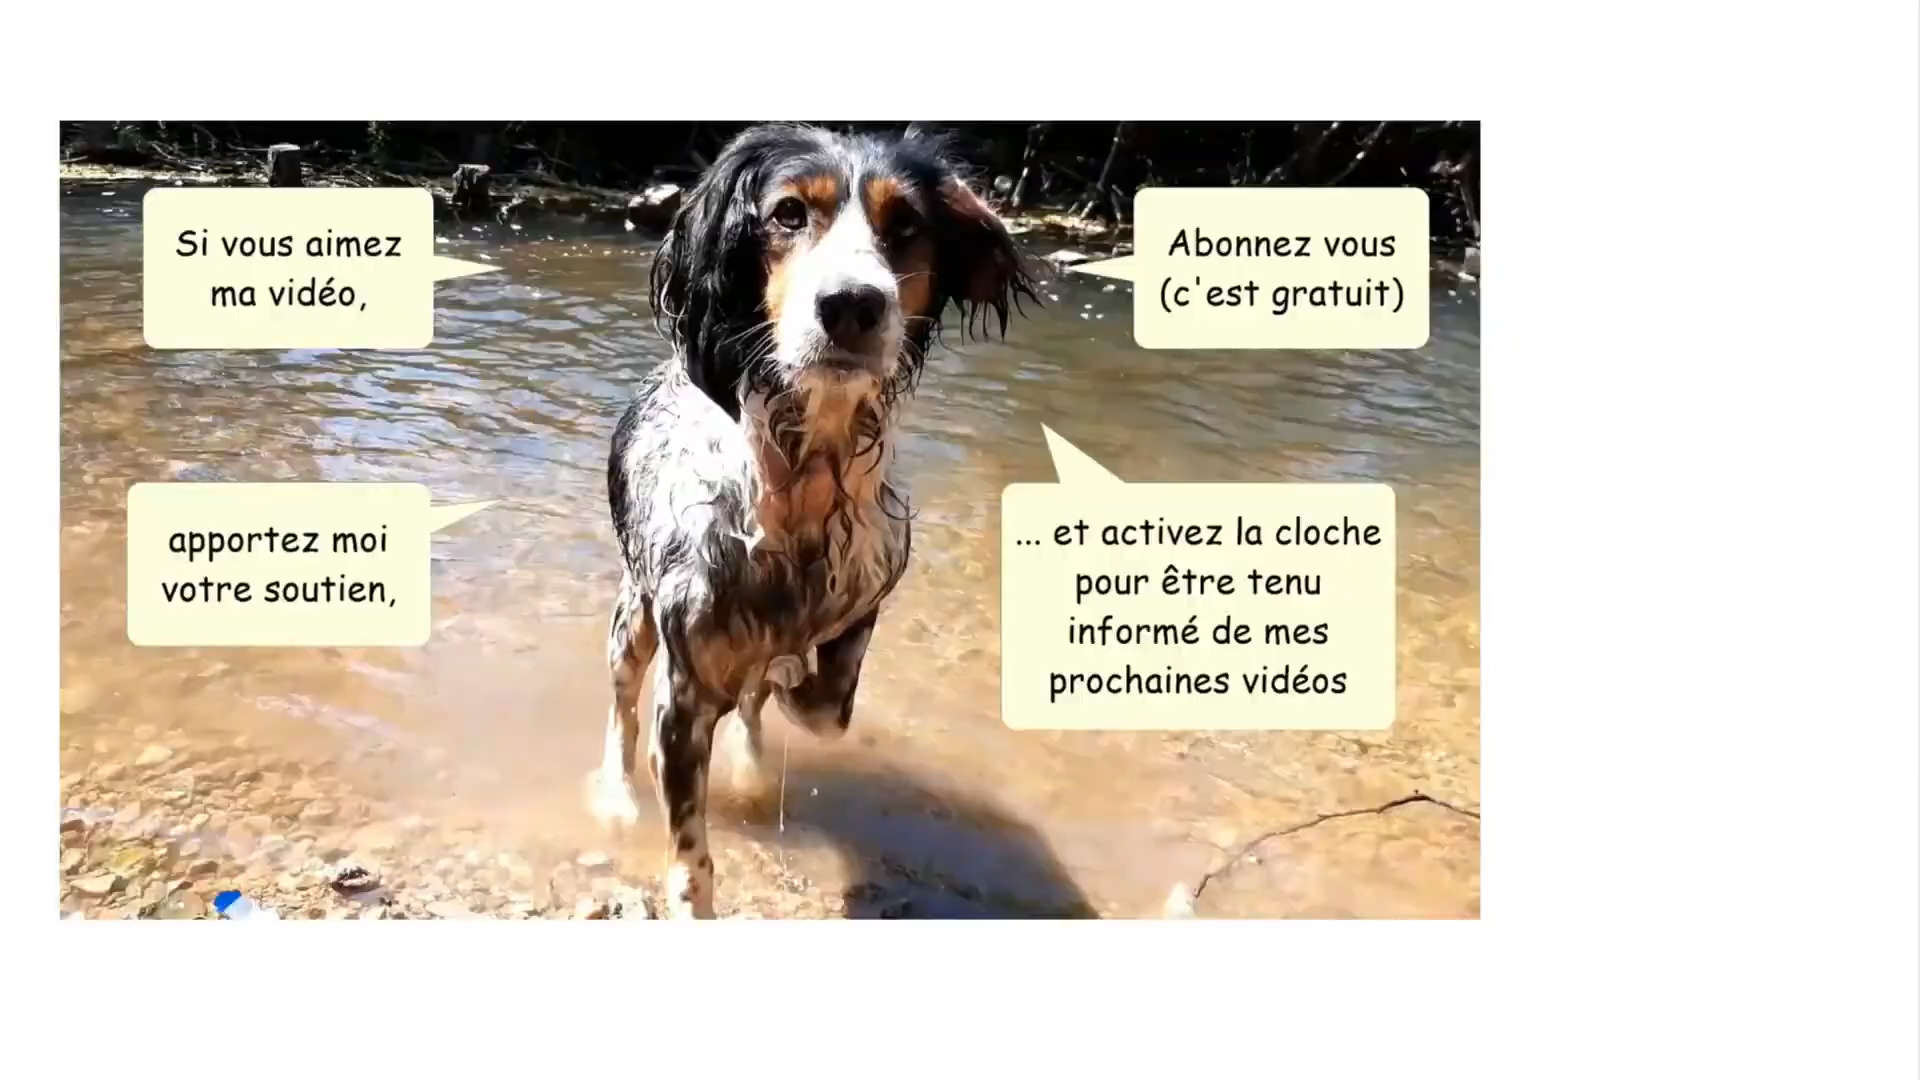 Si vous aimez
ma vidéo,
apportez moi
votre soutien,
Abonnez vous
(c'est gratuit)
... et activez la cloche
pour être tenu
informé de mes
prochaines vidéos